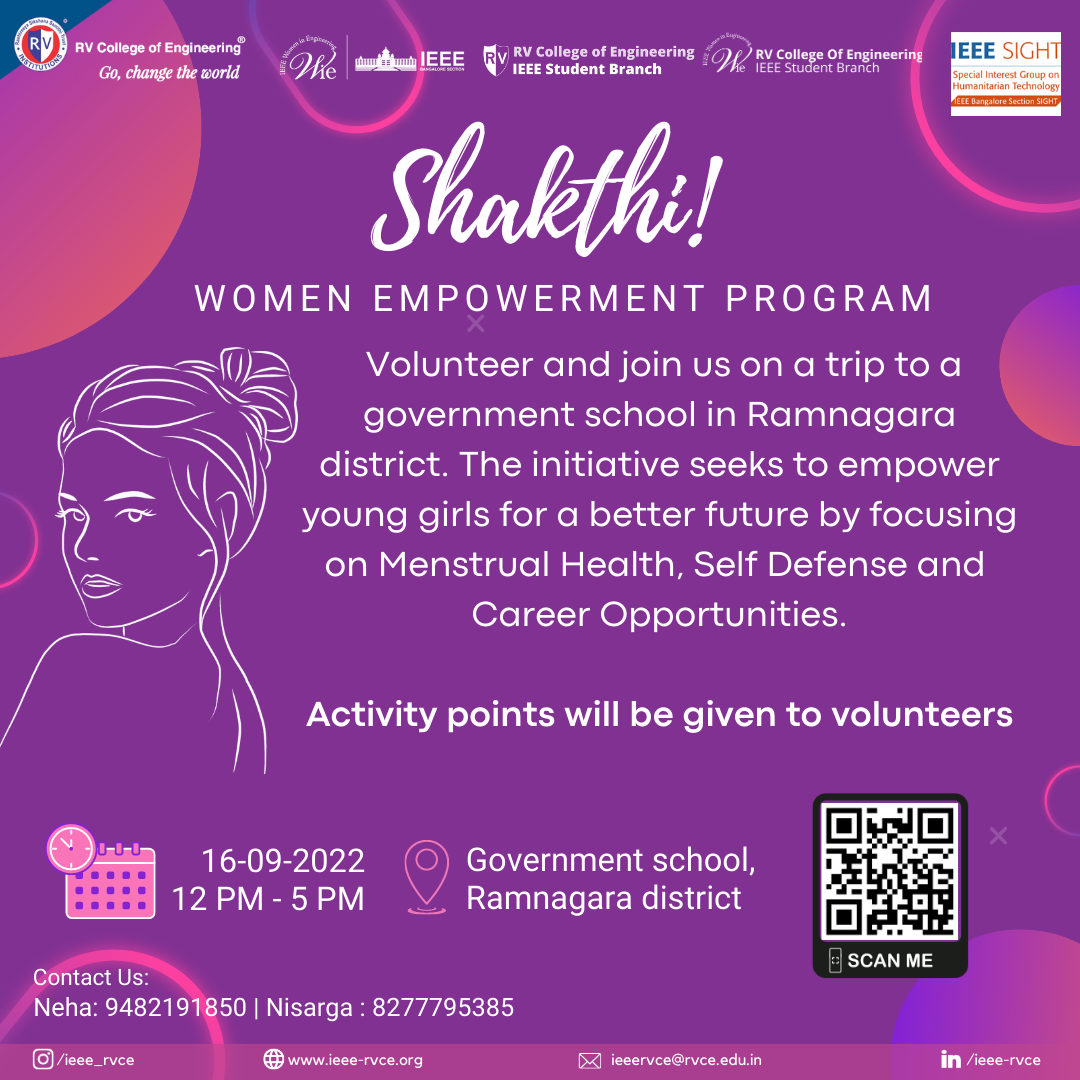 RV
INSTITUTIONS
RV College of Engineering®
Go, change the world
IEEE Women in Engineering
WIe
IEEE
BANGALORE SECTION
RV
RV College of Engineering
IEEE Student Branch
WIe
RV College Of Engineering
IEEE Student Branch
IEEE SIGHT
Special Interest Group on
Humanitarian Technology
IEEE Bangalore Section SIGHT
Shakthi!
WOMEN EMPOWERMENT PROGRAM
Volunteer and join us on a trip to a
government school in Ramnagara
district. The initiative seeks to empower
young girls for a better future by focusing
on Menstrual Health, Self Defense and
Career Opportunities.
Activity points will be given to volunteers
16-09-2022
12 PM - 5 PM
Government school,
Ramnagara district
SCAN ME
Contact Us:
Neha: 9482191850 | Nisarga : 8277795385
/ieee_rvce
www.ieee-rvce.org
ieeervce@rvce.edu.in
in /ieee-rvce